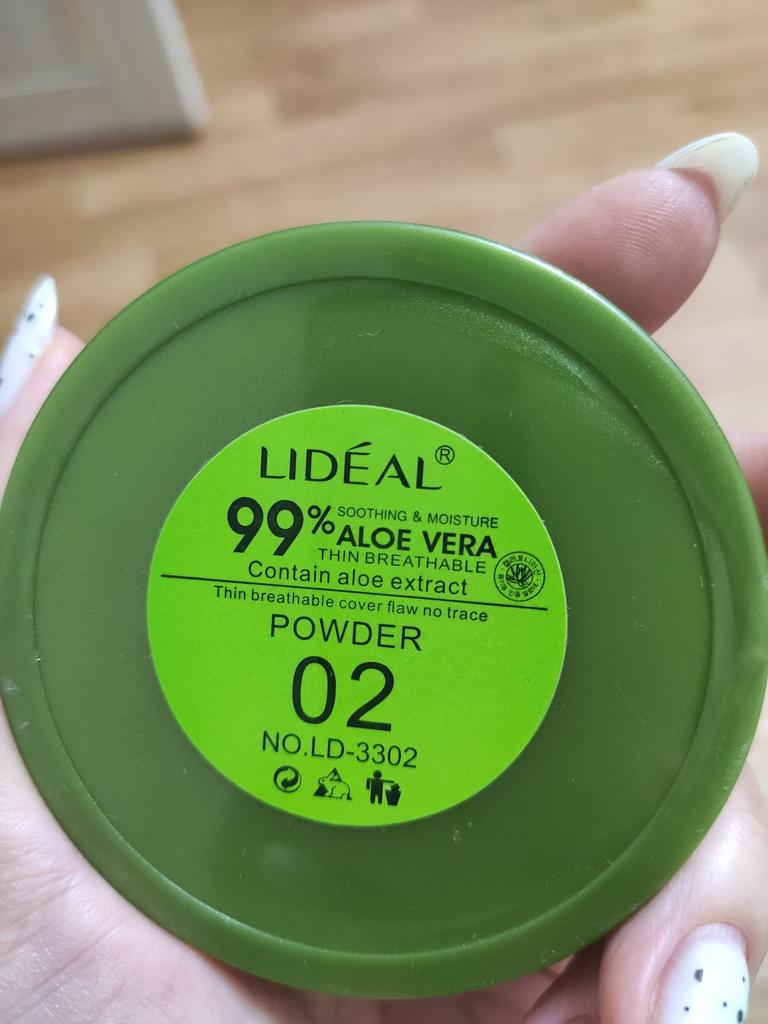 LIDÉAL®
99% SOOTHING & MOISTURE
ALOE VERA
THIN BREATHABLE
Contain aloe extract
Thin breathable cover flaw no trace
POWDER
02
NO.LD-3302